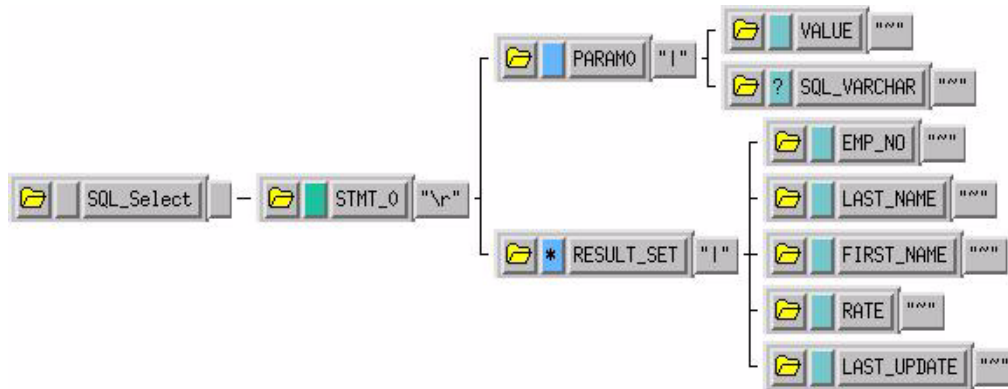 VALUE "~"
PARAM0 "|"
? SQL_VARCHAR "~"
EMP_NO "~"
SQL_Select STMT_0 "\r" LAST_NAME "~"
* RESULT_SET "|" FIRST_NAME "~"
RATE "~"
LAST_UPDATE "~"